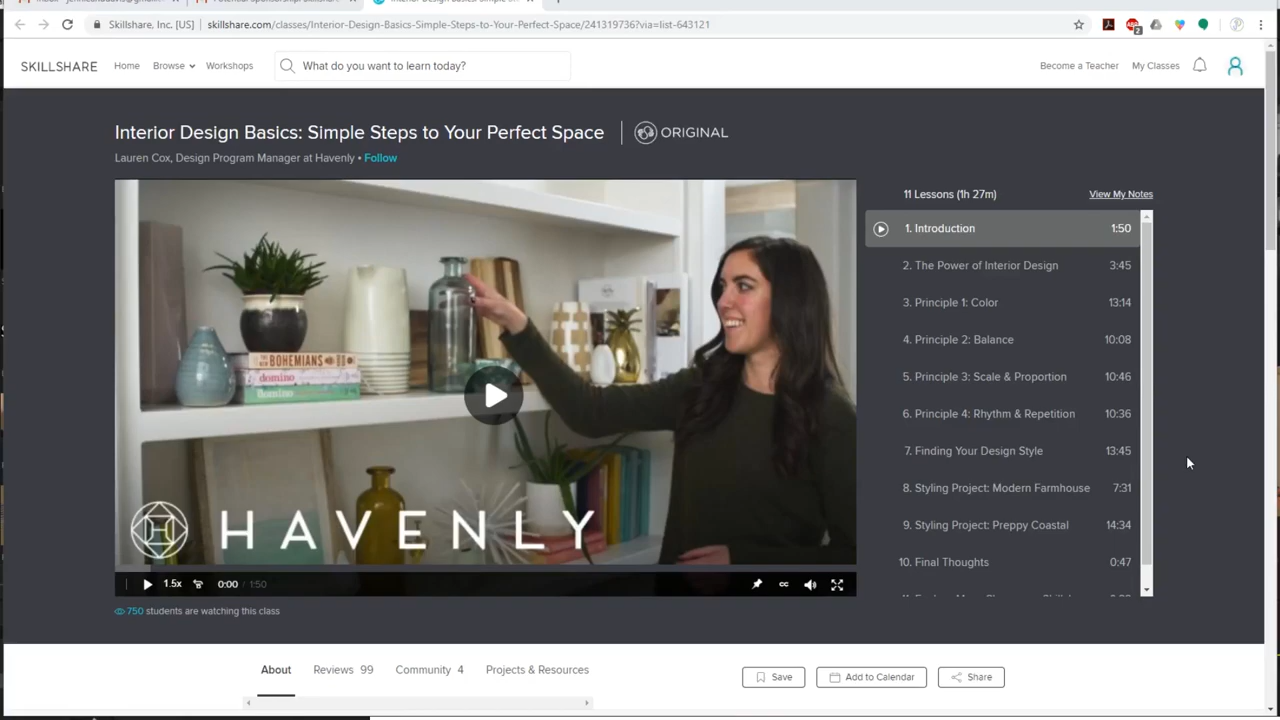 Skillshare, Inc. [US]
skillshare.com/classes/Interior-Design-Basics-Simple-Steps-to-Your-Perfect-Space/241319736?via=list-643121
2
SKILLSHARE
Home
Browse
Workshops
What do you want to learn today?
Become a Teacher
My Classes
Interior Design Basics: Simple Steps to Your Perfect Space
ORIGINAL
Lauren Cox, Design Program Manager at Havenly • Follow
THE NEW BOHEMIANS
domino
HAVENLY
1.5x
0:00 / 1:50
CC
750 students are watching this class
11 Lessons (1h 27m)
View My Notes
1. Introduction 1:50
2. The Power of Interior Design 3:45
3. Principle 1: Color 13:14
4. Principle 2: Balance 10:08
5. Principle 3: Scale & Proportion 10:46
6. Principle 4: Rhythm & Repetition 10:36
7. Finding Your Design Style 13:45
8. Styling Project: Modern Farmhouse 7:31
9. Styling Project: Preppy Coastal 14:34
10. Final Thoughts 0:47
About
Reviews 99
Community 4
Projects & Resources
Save
Add to Calendar
Share